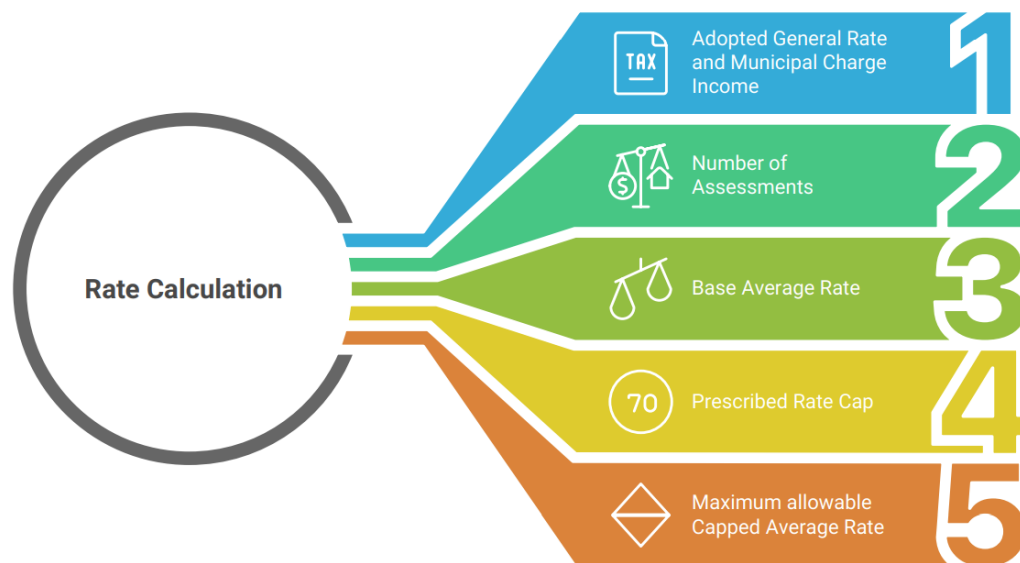 Rate Calculation
TAX
Adopted General Rate
and Municipal Charge
Income
1
$
Number of
Assessments
2
Base Average Rate
3
70
Prescribed Rate Cap
4
Maximum allowable
Capped Average Rate
5